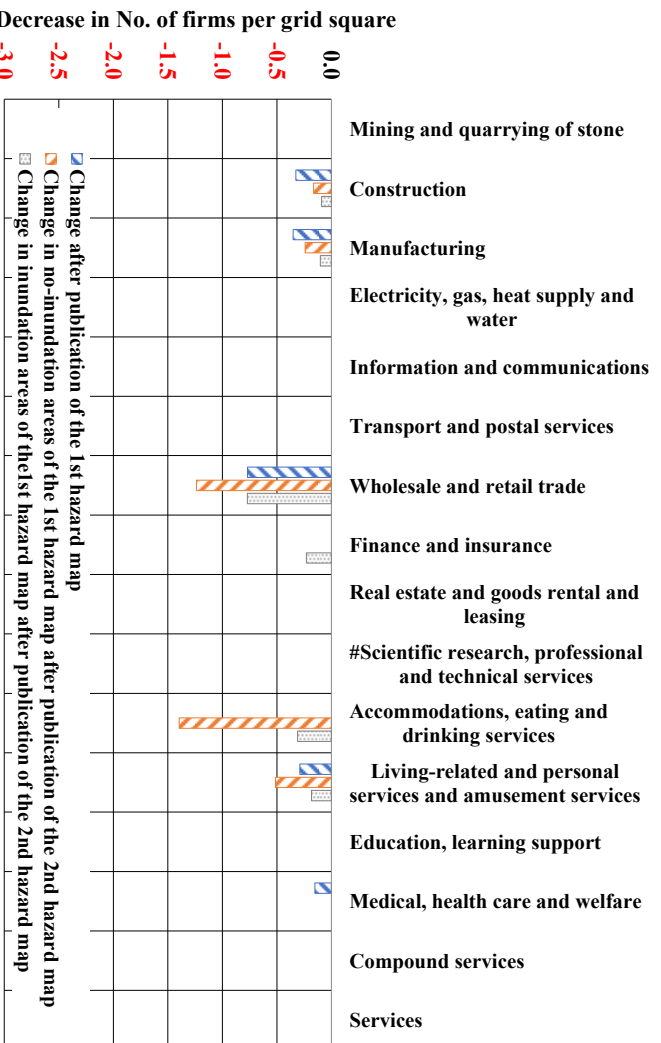 Decrease in No. of firms per grid square
0.0
-0.5
-1.0
-1.5
-2.0
-2.5
-3.0
Mining and quarrying of stone
Construction
Manufacturing
Electricity, gas, heat supply and
water
Information and communications
Transport and postal services
Wholesale and retail trade
Finance and insurance
Real estate and goods rental and
leasing
#Scientific research, professional
and technical services
Accommodations, eating and
drinking services
Living-related and personal
services and amusement services
Education, learning support
Medical, health care and welfare
Compound services
Services
Change after publication of the 1st hazard map
Change in no-inundation areas of the 1st hazard map after publication of the 2nd hazard map
Change in inundation areas of the1st hazard map after publication of the 2nd hazard map